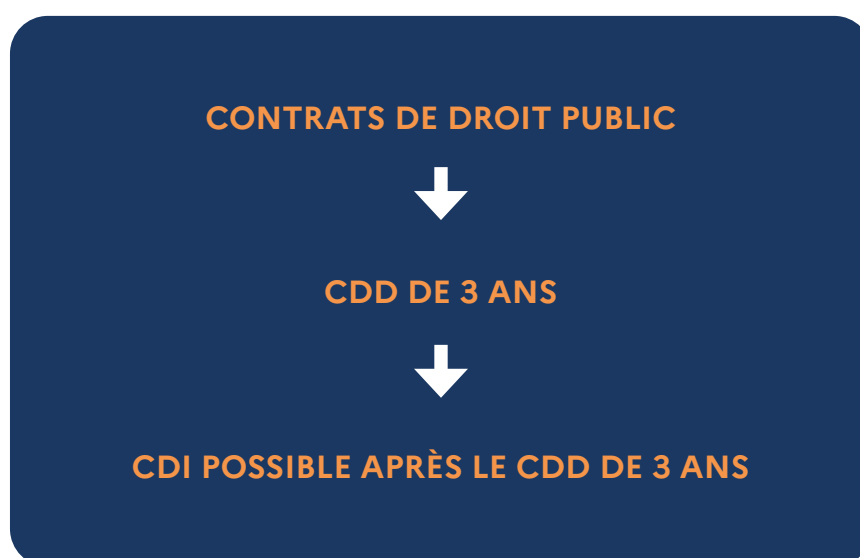 CONTRATS DE DROIT PUBLIC
CDD DE 3 ANS
CDI POSSIBLE APRÈS LE CDD DE 3 ANS